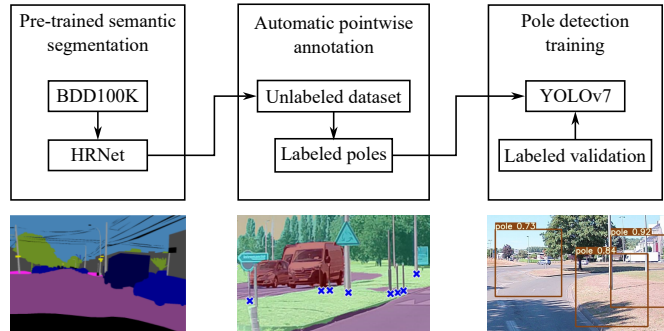 Pre-trained semantic
segmentation
BDD100K
HRNet
Automatic pointwise
annotation
Unlabeled dataset
Labeled poles
Pole detection
training
YOLOv7
Labeled validation
pole 0.73
pole 0.92
pole 0.84